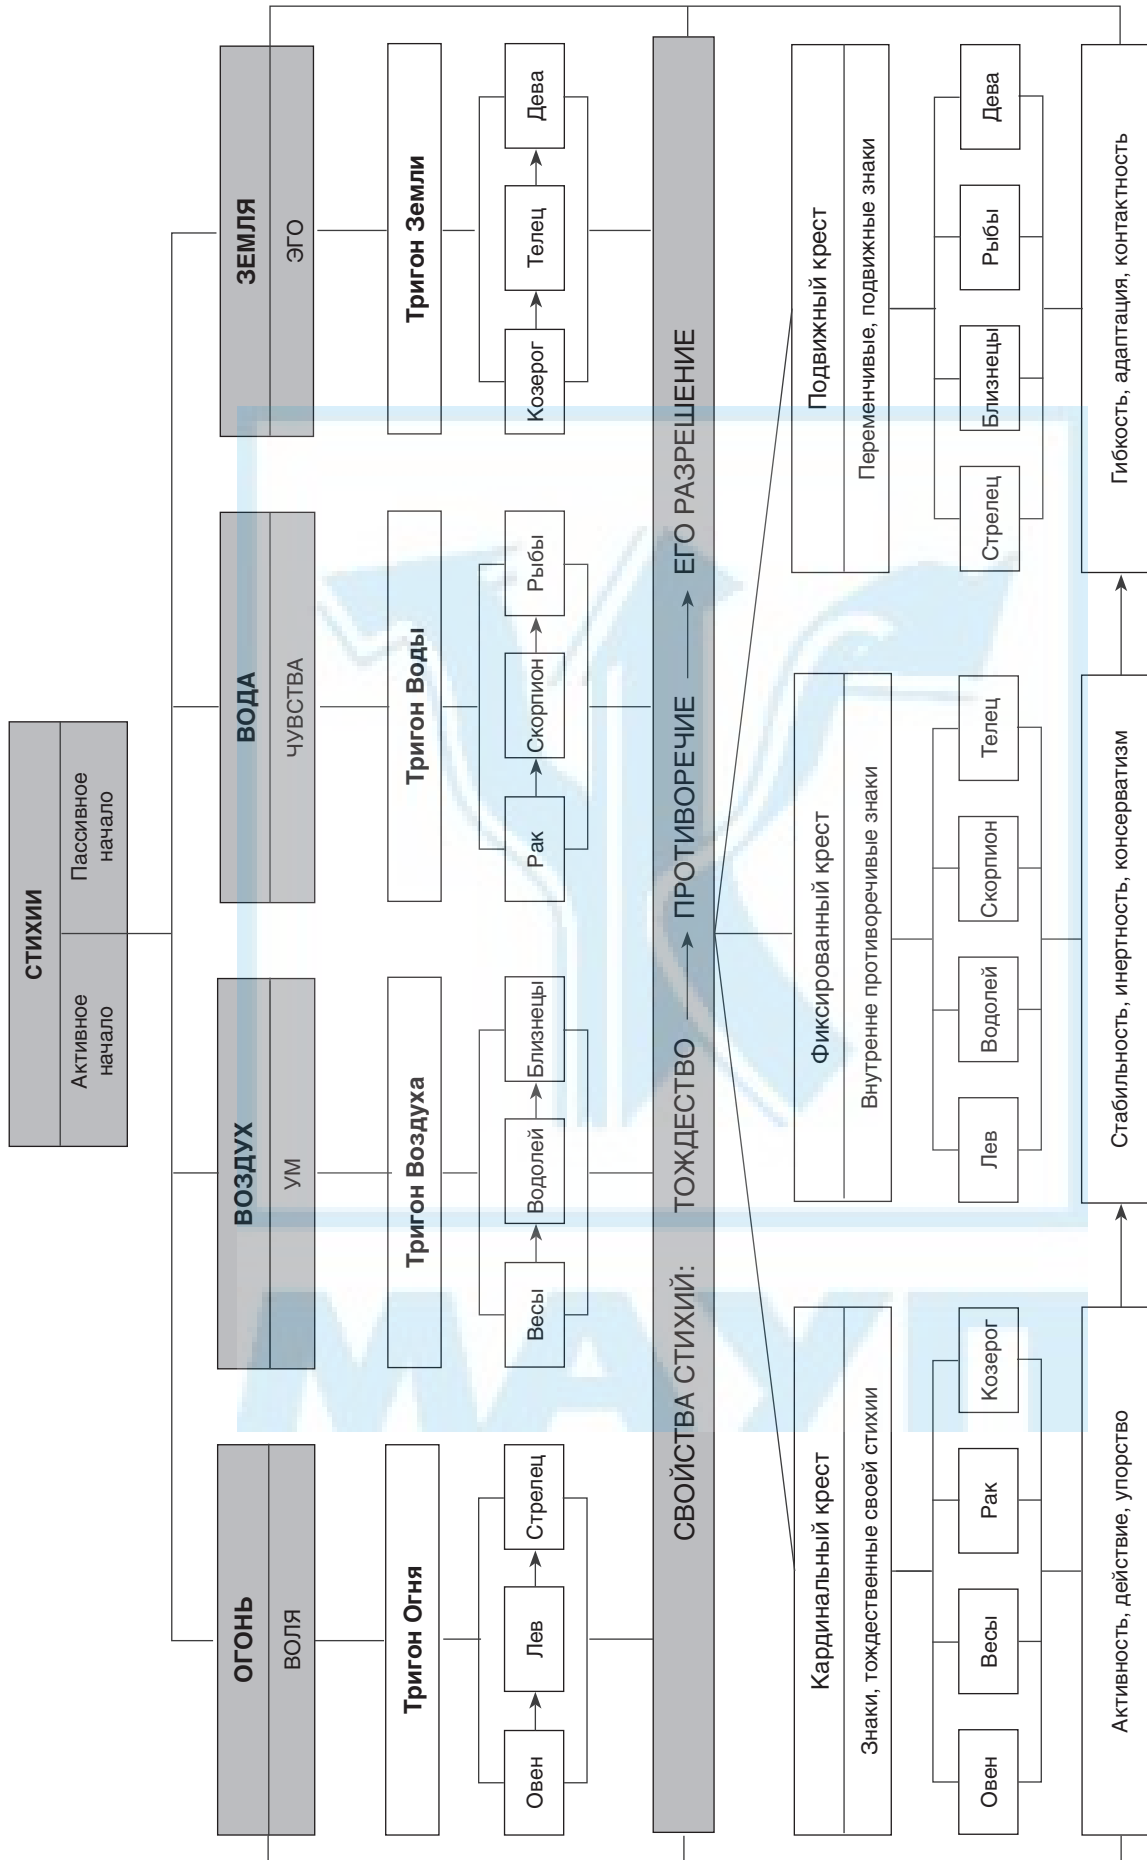 СТИХИИ
Активное
начало
Пассивное
начало
ОГОНЬ
ВОЛЯ
ВОЗДУХ
УМ
ВОДА
ЧУВСТВА
ЗЕМЛЯ
ЭГО
Тригон Огня
Тригон Воздуха
Тригон Воды
Тригон Земли
Овен
Лев
Стрелец
Весы
Водолей
Близнецы
Рак
Скорпион
Рыбы
Козерог
Телец
Дева
СВОЙСТВА СТИХИЙ: ТОЖДЕСТВО ПРОТИВОРЕЧИЕ ЕГО РАЗРЕШЕНИЕ
Кардинальный крест
Знаки, тождественные своей стихии
Фиксированный крест
Внутренне противоречивые знаки
Подвижный крест
Переменчивые, подвижные знаки
Овен
Весы
Рак
Козерог
Лев
Водолей
Скорпион
Телец
Стрелец
Близнецы
Рыбы
Дева
Активность, действие, упорство
Стабильность, инертность, консерватизм
Гибкость, адаптация, контактность
МАУП